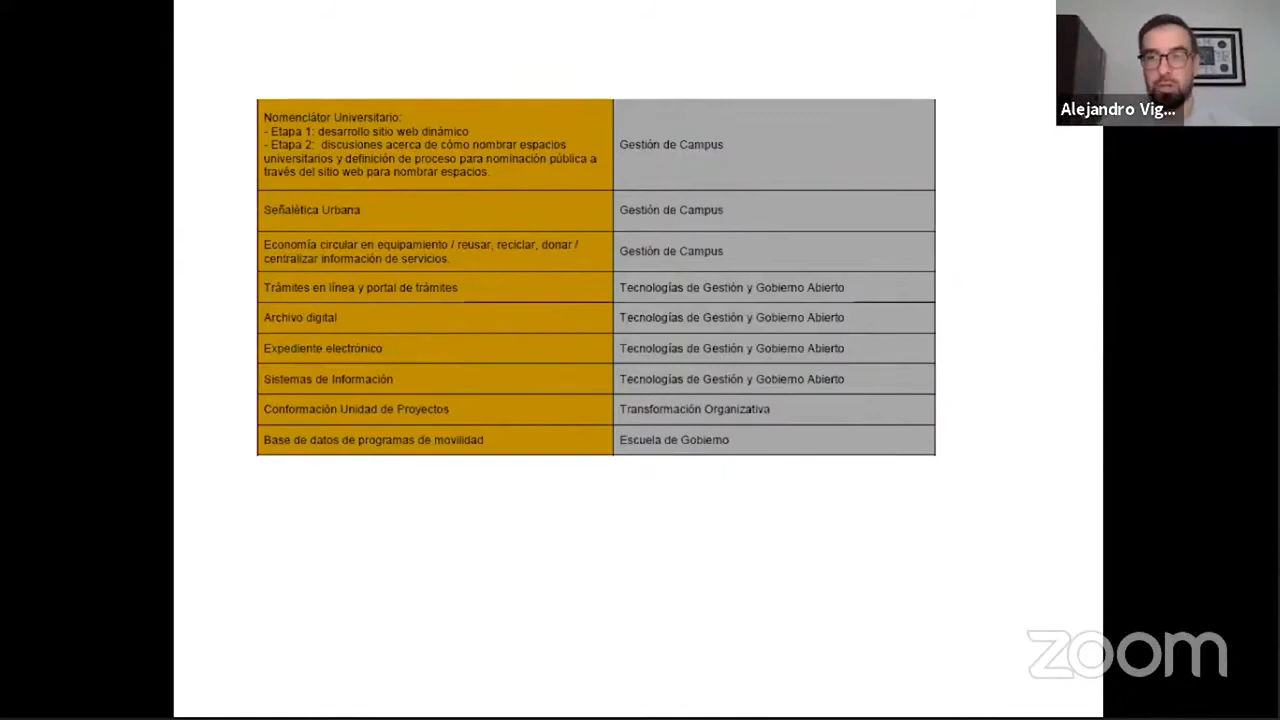 Alejandro Vig...
Nomenclátor Universitario:
- Etapa 1: desarrollo sitio web dinámico
- Etapa 2:  discusiones acerca de cómo nombrar espacios
universitarios y definición de proceso para nominación pública a
través del sitio web para nombrar espacios.
Gestión de Campus
Señalética Urbana
Gestión de Campus
Economía circular en equipamiento / reusar, reciclar, donar /
centralizar información de servicios.
Gestión de Campus
Trámites en línea y portal de trámites
Tecnologías de Gestión y Gobierno Abierto
Archivo digital
Tecnologías de Gestión y Gobierno Abierto
Expediente electrónico
Tecnologías de Gestión y Gobierno Abierto
Sistemas de Información
Tecnologías de Gestión y Gobierno Abierto
Conformación Unidad de Proyectos
Transformación Organizativa
Base de datos de programas de movilidad
Escuela de Gobierno
zoom